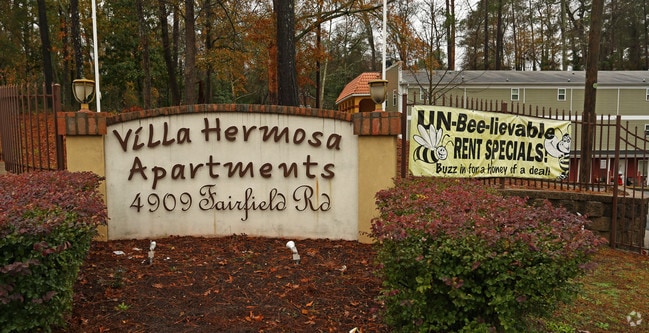 Villa Hermosa
Apartments
4909 Fairfield Rd
UN-Bee-lievable
RENT SPECIALS!
Buzz in for a Honey of a deal!